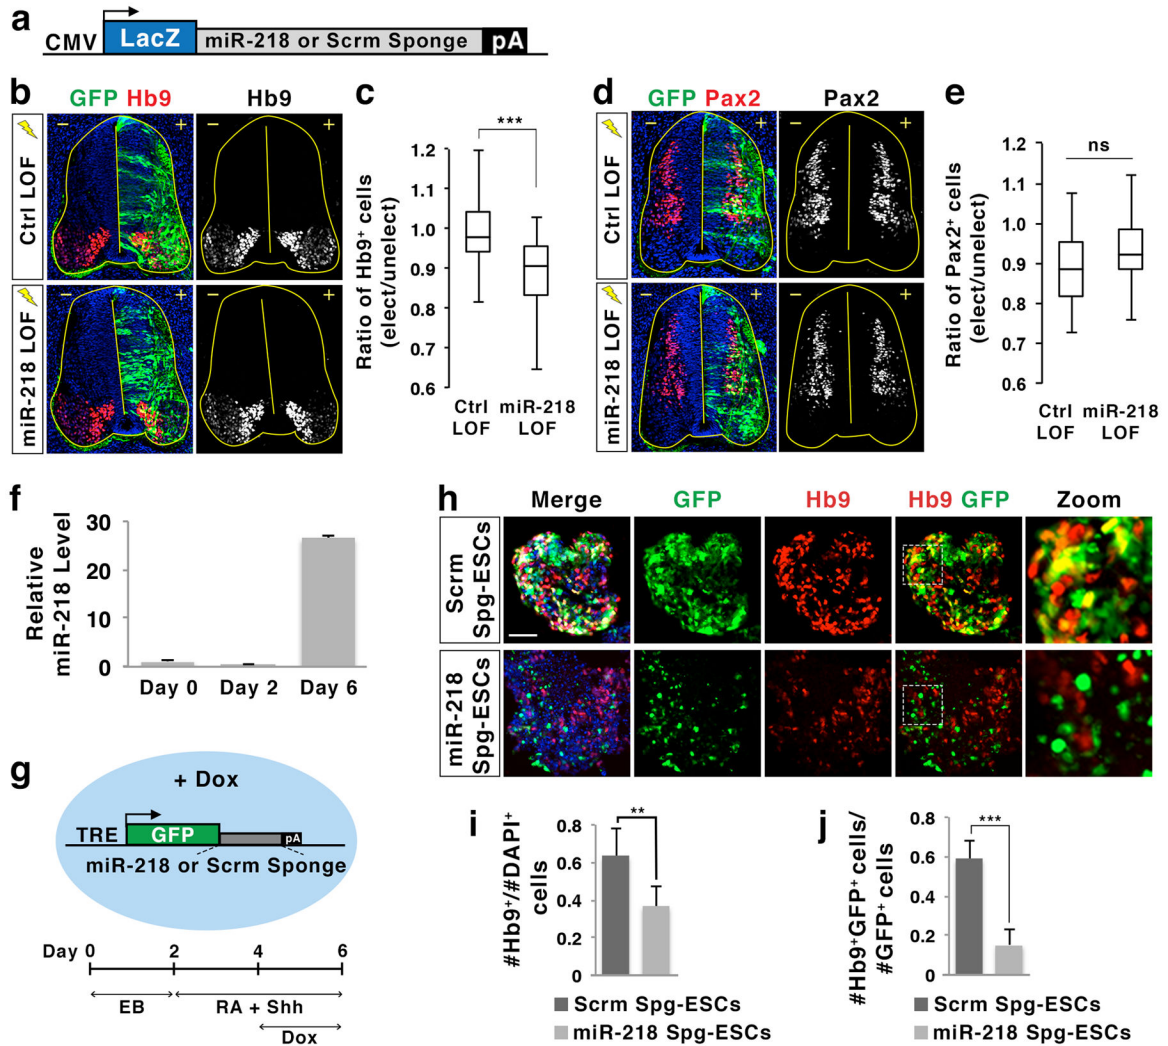 a
CMV LacZ miR-218 or Scrm Sponge pA
b
GFP Hb9
Hb9
Ctrl LOF
miR-218 LOF
− +
− +
− +
− +
c
Ratio of Hb9⁺ cells
(elect/unelect)
***
1.2
1.1
1.0
0.9
0.8
0.7
0.6
Ctrl
LOF
miR-218
LOF
d
GFP Pax2
Pax2
Ctrl LOF
miR-218 LOF
− +
− +
− +
− +
e
Ratio of Pax2⁺ cells
(elect/unelect)
ns
1.2
1.1
1.0
0.9
0.8
0.7
0.6
Ctrl
LOF
miR-218
LOF
f
Relative
miR-218 Level
30
20
10
0
Day 0 Day 2 Day 6
g
+ Dox
TRE GFP pA
miR-218 or Scrm Sponge
Day 0 2 4 6
EB RA + Shh
Dox
h
Merge GFP Hb9 Hb9 GFP Zoom
Scrm
Spg-ESCs
miR-218
Spg-ESCs
i
#Hb9⁺/#DAPI⁺
cells
**
0.8
0.6
0.4
0.2
0
Scrm Spg-ESCs
miR-218 Spg-ESCs
j
#Hb9⁺GFP⁺ cells/
#GFP⁺ cells
***
0.8
0.6
0.4
0.2
0
Scrm Spg-ESCs
miR-218 Spg-ESCs